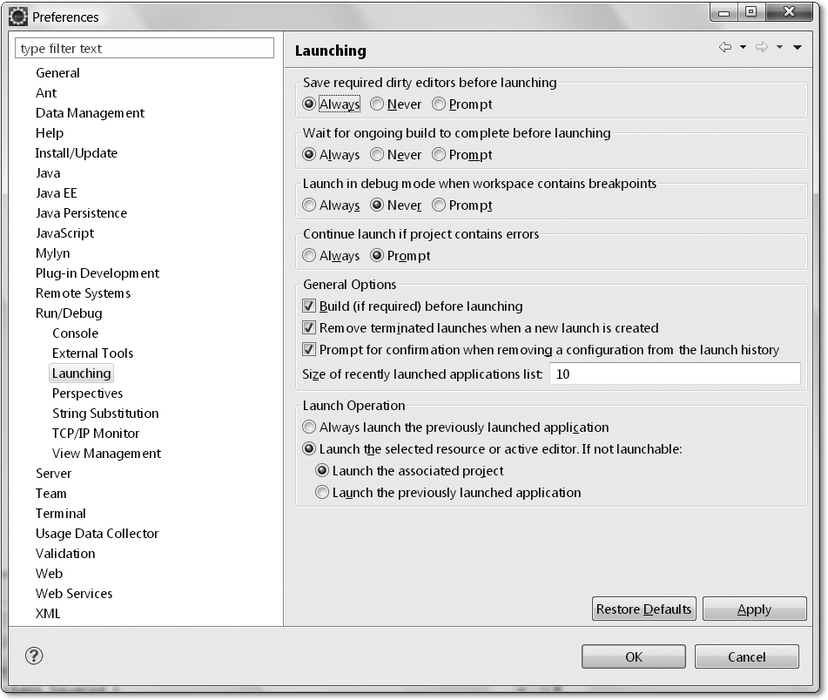 Preferences
type filter text
General
Ant
Data Management
Help
Install/Update
Java
Java EE
Java Persistence
JavaScript
Mylyn
Plug-in Development
Remote Systems
Run/Debug
Console
External Tools
Launching
Perspectives
String Substitution
TCP/IP Monitor
View Management
Server
Team
Terminal
Usage Data Collector
Validation
Web
Web Services
XML
Launching
Save required dirty editors before launching
Always Never Prompt
Wait for ongoing build to complete before launching
Always Never Prompt
Launch in debug mode when workspace contains breakpoints
Always Never Prompt
Continue launch if project contains errors
Always Prompt
General Options
Build (if required) before launching
Remove terminated launches when a new launch is created
Prompt for confirmation when removing a configuration from the launch history
Size of recently launched applications list: 10
Launch Operation
Always launch the previously launched application
Launch the selected resource or active editor. If not launchable:
Launch the associated project
Launch the previously launched application
Restore Defaults Apply
OK Cancel